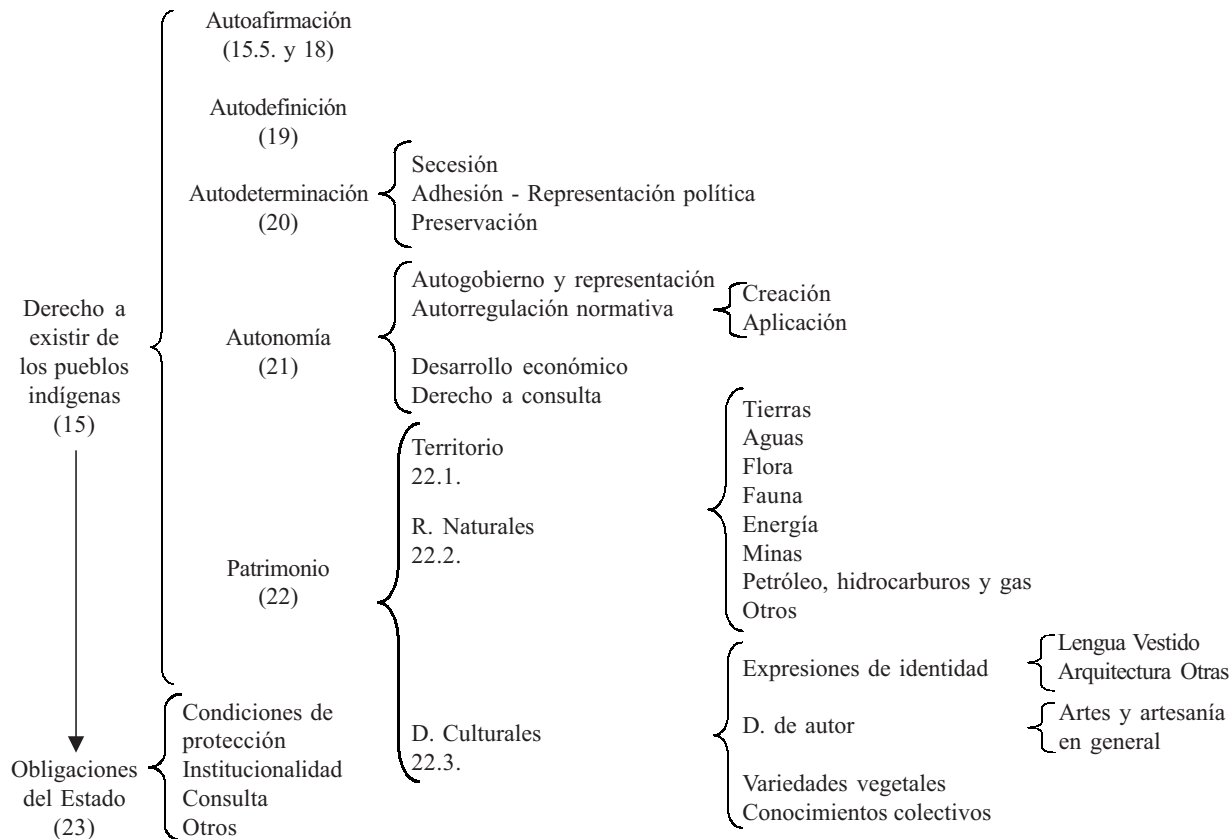 Derecho a
existir de
los pueblos
indígenas
(15)
Autoafirmación
(15.5. y 18)
Autodefinición
(19)
Autodeterminación
(20)
Secesión
Adhesión - Representación política
Preservación
Autonomía
(21)
Autogobierno y representación
Autorregulación normativa
Creación
Aplicación
Desarrollo económico
Derecho a consulta
Patrimonio
(22)
Territorio
22.1.
R. Naturales
22.2.
Tierras
Aguas
Flora
Fauna
Energía
Minas
Petróleo, hidrocarburos y gas
Otros
D. Culturales
22.3.
Expresiones de identidad
Lengua Vestido
Arquitectura Otras
D. de autor
Artes y artesanía
en general
Variedades vegetales
Conocimientos colectivos
Obligaciones
del Estado
(23)
Condiciones de
protección
Institucionalidad
Consulta
Otros